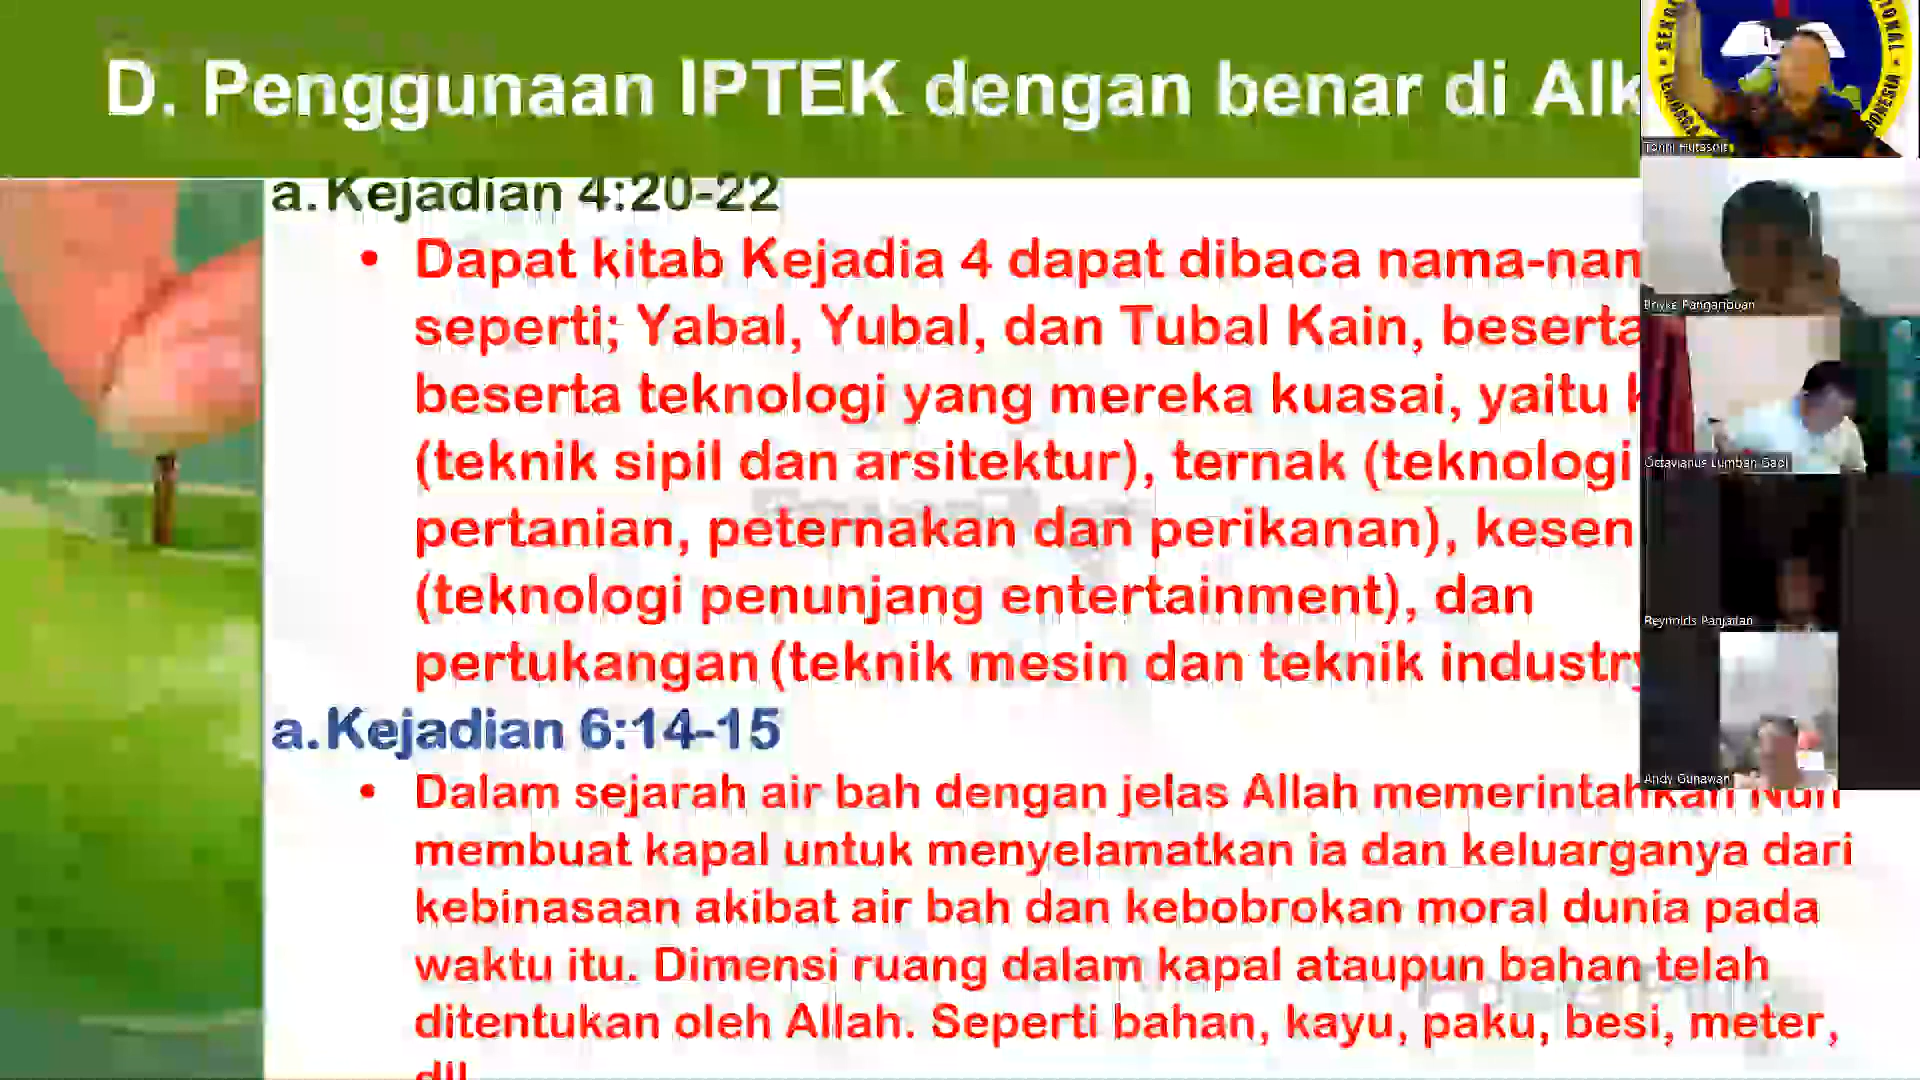 D. Penggunaan IPTEK dengan benar di Alk
a. Kejadian 4:20-22
• Dapat kitab Kejadia 4 dapat dibaca nama-nam
seperti; Yabal, Yubal, dan Tubal Kain, beserta
beserta teknologi yang mereka kuasai, yaitu k
(teknik sipil dan arsitektur), ternak (teknologi
pertanian, peternakan dan perikanan), kesen
(teknologi penunjang entertainment), dan
pertukangan (teknik mesin dan teknik industry
a. Kejadian 6:14-15
• Dalam sejarah air bah dengan jelas Allah memerintahkan Nuh
membuat kapal untuk menyelamatkan ia dan keluarganya dari
kebinasaan akibat air bah dan kebobrokan moral dunia pada
waktu itu. Dimensi ruang dalam kapal ataupun bahan telah
ditentukan oleh Allah. Seperti bahan, kayu, paku, besi, meter,
dll
Tonni Hutasoit
Octavianus Lumban Gaol
Reynolds Panjaitan
Andy Gunawan